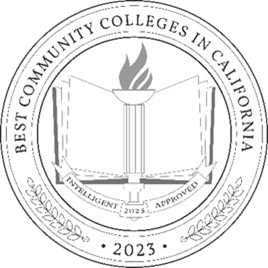 BEST COMMUNITY COLLEGES IN CALIFORNIA
INTELLIGENT
2023
APPROVED
· 2023 ·